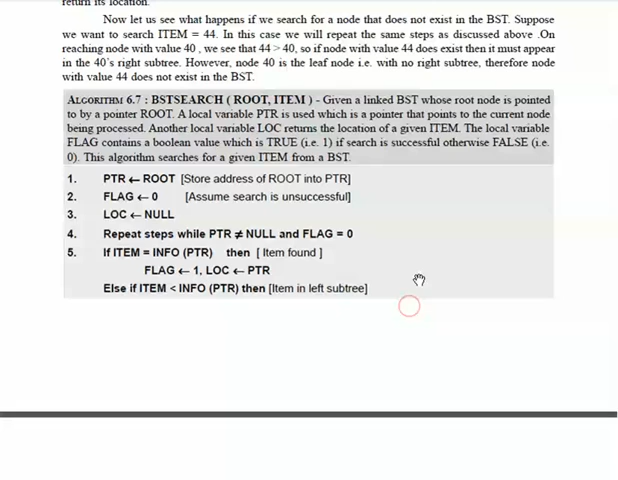 return its location.
Now let us see what happens if we search for a node that does not exist in the BST. Suppose
we want to search ITEM = 44. In this case we will repeat the same steps as discussed above .On
reaching node with value 40 , we see that 44 > 40, so if node value 44 does exist then it must appear
in the 40's right subtree. However, node 40 is the leaf node i.e. with no right subtree, therefore node
with value 44 does not exist in the BST.
ALGORITHM 6.7 : BSTSEARCH ( ROOT, ITEM ) - Given a linked BST whose root node is pointed
to by a pointer ROOT. A local variable PTR is used which is a pointer that points to the current node
being processed. Another local variable LOC returns the location of a given ITEM. The local variable
FLAG contains a boolean value which is TRUE (i.e. 1) if search is successful otherwise FALSE (i.e.
0). This algorithm searches for a given ITEM from a BST.
1. PTR ← ROOT [Store address of ROOT into PTR]
2. FLAG ← 0 [Assume search is unsuccessful]
3. LOC ← NULL
4. Repeat steps while PTR ≠ NULL and FLAG = 0
5. If ITEM = INFO (PTR) then [ Item found ]
FLAG ← 1, LOC ← PTR
Else if ITEM < INFO (PTR) then [Item in left subtree]